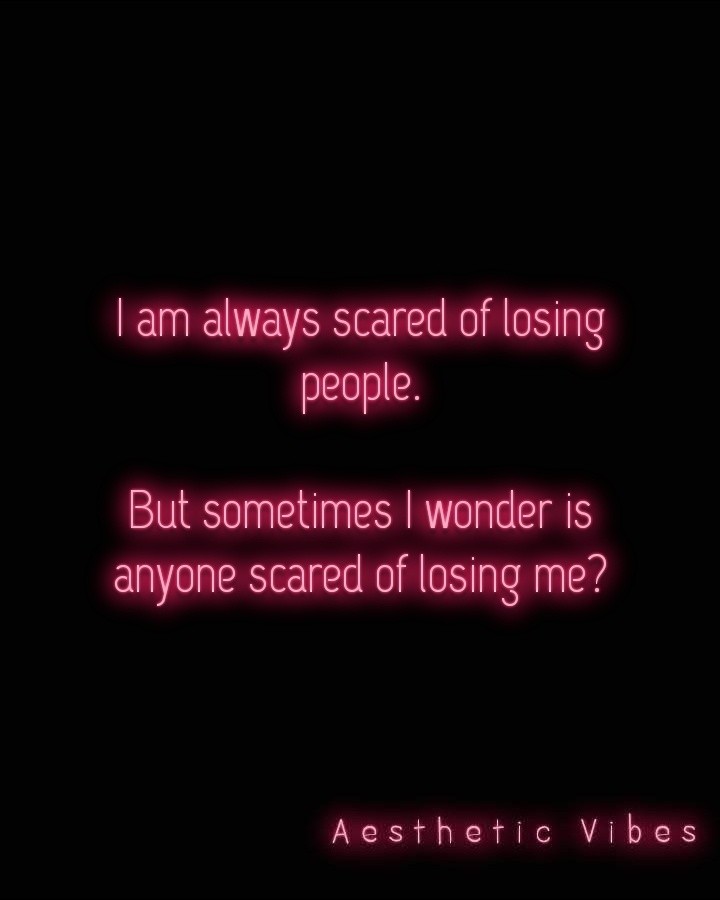 I am always scared of losing
people.
But sometimes I wonder is
anyone scared of losing me?
Aesthetic Vibes